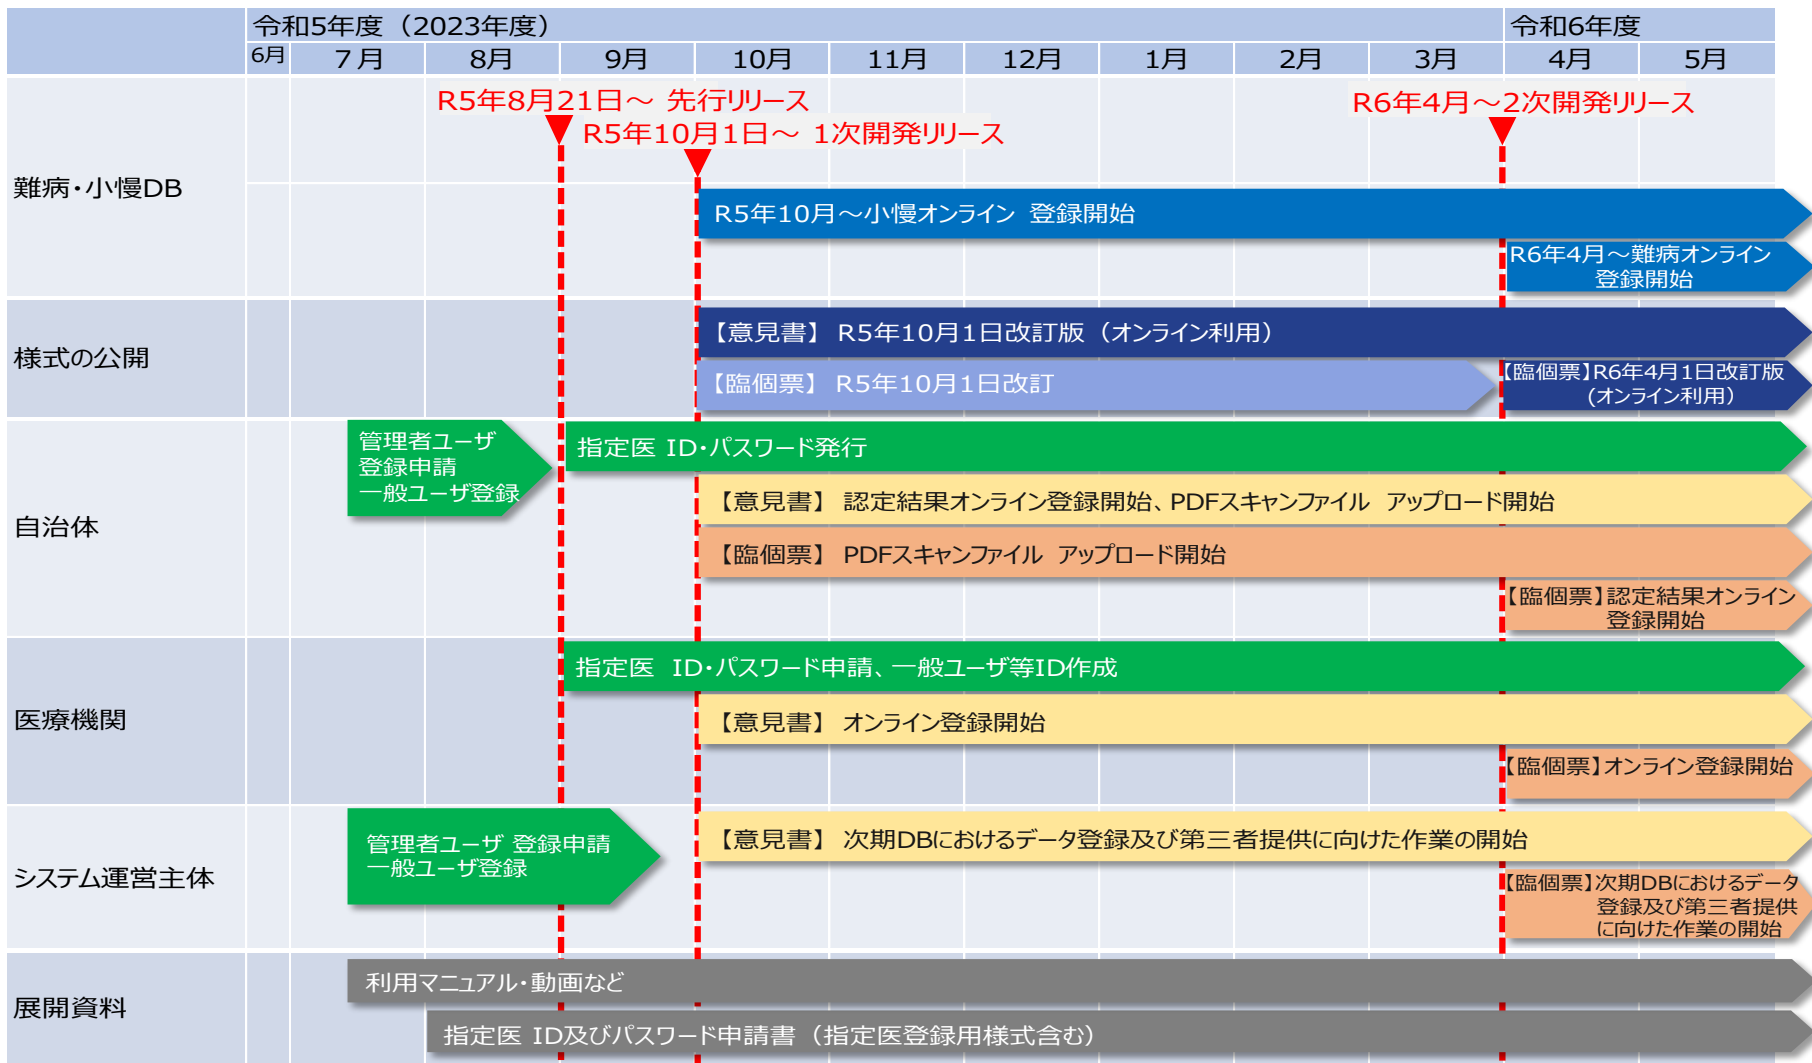 令和5年度（2023年度）
令和6年度
6月
7月
8月
9月
10月
11月
12月
1月
2月
3月
4月
5月
難病・小慢DB
R5年8月21日～ 先行リリース
R5年10月1日～ 1次開発リリース
R6年4月～2次開発リリース
R5年10月～小慢オンライン 登録開始
R6年4月～難病オンライン
登録開始
様式の公開
【意見書】 R5年10月1日改訂版（オンライン利用）
【臨個票】 R5年10月1日改訂
【臨個票】R6年4月1日改訂版
(オンライン利用）
自治体
管理者ユーザ
登録申請
一般ユーザ登録
指定医 ID・パスワード発行
【意見書】 認定結果オンライン登録開始、PDFスキャンファイル アップロード開始
【臨個票】 PDFスキャンファイル アップロード開始
【臨個票】認定結果オンライン
登録開始
医療機関
指定医 ID・パスワード申請、一般ユーザ等ID作成
【意見書】 オンライン登録開始
【臨個票】オンライン登録開始
システム運営主体
管理者ユーザ 登録申請
一般ユーザ登録
【意見書】 次期DBにおけるデータ登録及び第三者提供に向けた作業の開始
【臨個票】次期DBにおけるデータ
登録及び第三者提供
に向けた作業の開始
展開資料
利用マニュアル・動画など
指定医 ID及びパスワード申請書（指定医登録用様式含む）